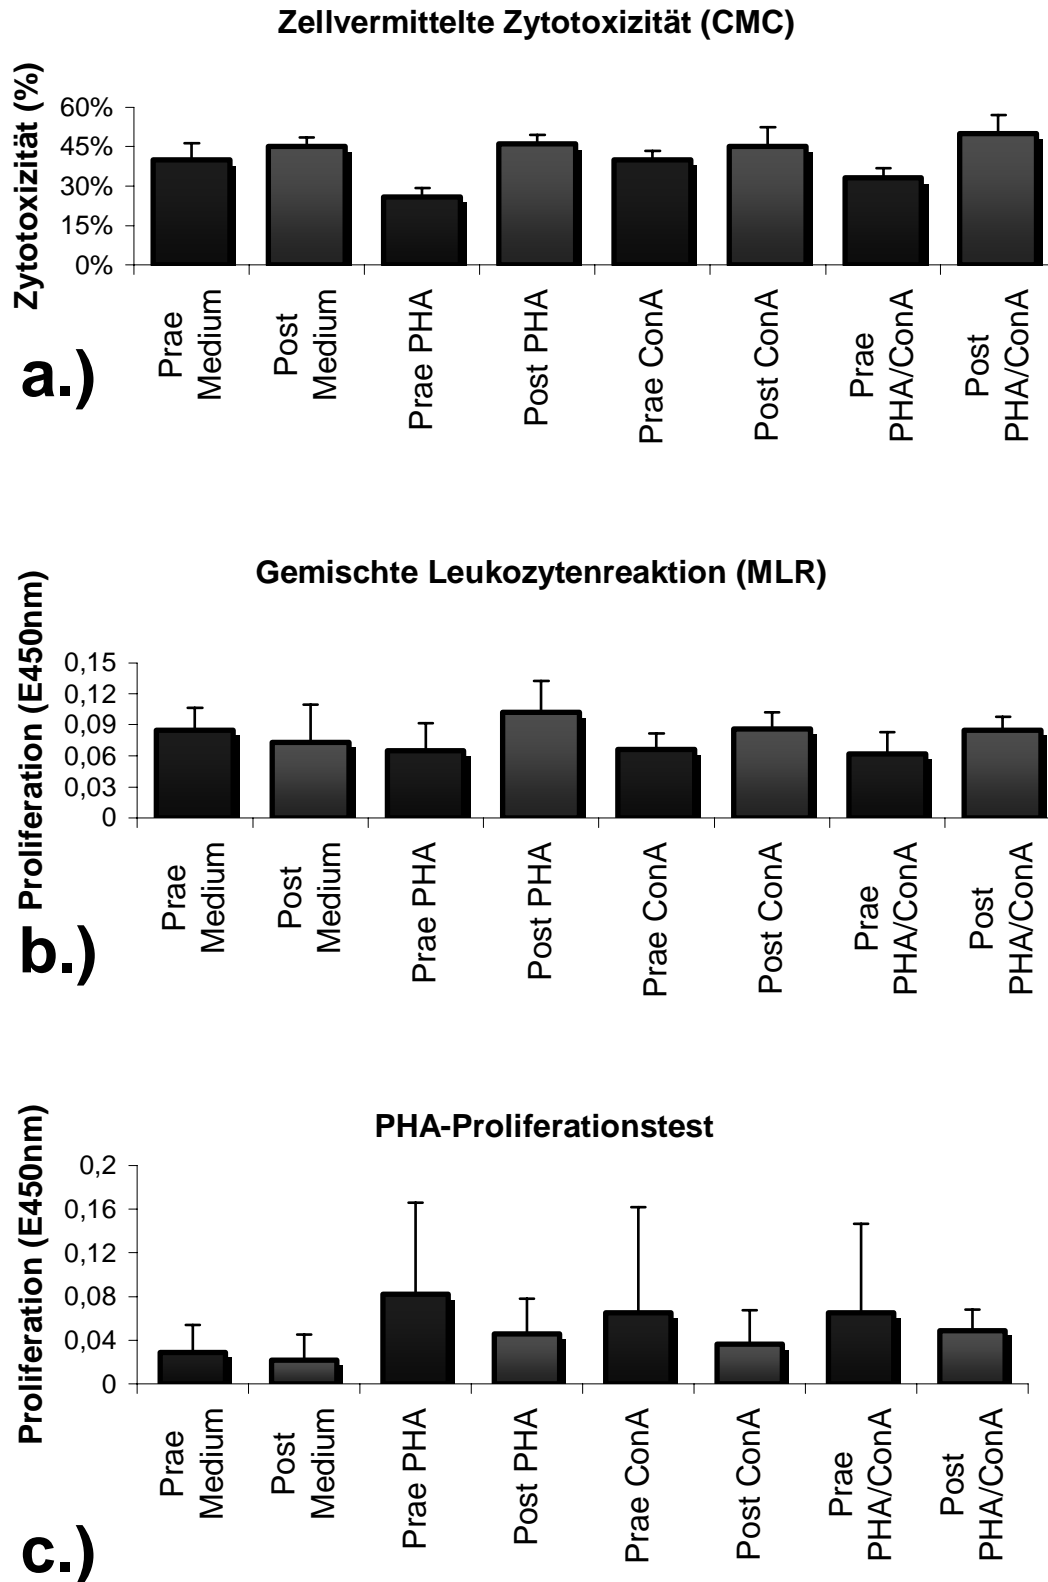 Zellvermittelte Zytotoxizität (CMC)
Zytotoxizität (%)
60%
45%
30%
15%
0%
Prae
Medium
Post
Medium
Prae PHA
Post PHA
Prae ConA
Post ConA
Prae
PHA/ConA
Post
PHA/ConA
a.)
Gemischte Leukozytenreaktion (MLR)
Proliferation (E450nm)
0,15
0,12
0,09
0,06
0,03
0
Prae
Medium
Post
Medium
Prae PHA
Post PHA
Prae ConA
Post ConA
Prae
PHA/ConA
Post
PHA/ConA
b.)
PHA-Proliferationstest
Proliferation (E450nm)
0,2
0,16
0,12
0,08
0,04
0
Prae
Medium
Post
Medium
Prae PHA
Post PHA
Prae ConA
Post ConA
Prae
PHA/ConA
Post
PHA/ConA
c.)